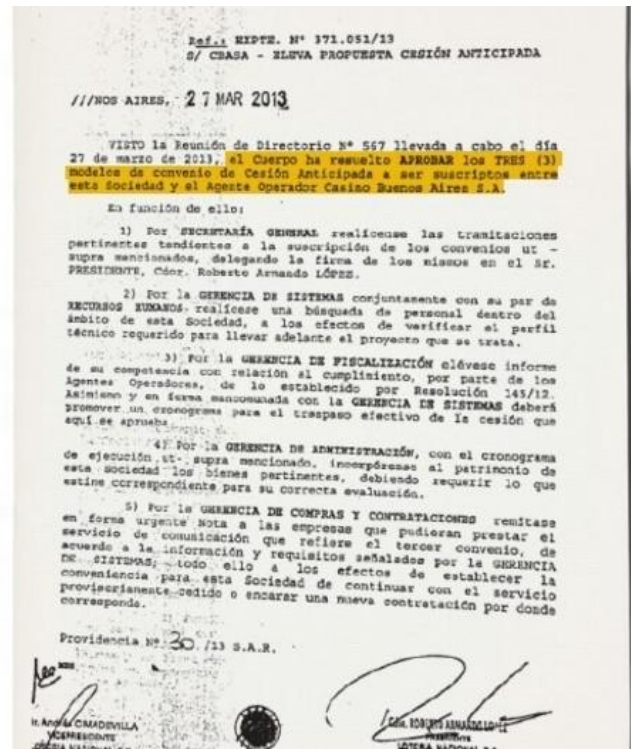 Ref.: EXPTE. N° 371.051/13
S/ CBASA - ELEVA PROPUESTA CESIÓN ANTICIPADA
///NOS AIRES, 27 MAR 2013
VISTO la Reunión de Directorio N° 567 llevada a cabo el día
27 de marzo de 2013, el Cuerpo ha resuelto APROBAR los TRES (3)
modelos de convenio de Cesión Anticipada a ser suscriptos entre
esta Sociedad y el Agente Operador Casino Buenos Aires S.A.
En función de ello:
1) Por SECRETARÍA GENERAL realícense las tramitaciones
pertinentes tendientes a la suscripción de los convenios ut -
supra mencionados, delegando la firma de los mismos en el Sr.
PRESIDENTE, Cdor. Roberto Armando LÓPEZ.
2) Por la GERENCIA DE SISTEMAS conjuntamente con su par de
RECURSOS HUMANOS realícese una búsqueda de personal dentro del
ámbito de esta Sociedad, a los efectos de verificar el perfil
técnico requerido para llevar adelante el proyecto que se trata.
3) Por la GERENCIA DE FISCALIZACIÓN elévese informe
de su competencia con relación al cumplimiento, por parte de los
Agentes Operadores, de lo establecido por Resolución 145/12.
Asimismo y en forma mancomunada con la GERENCIA DE SISTEMAS deberá
promover un cronograma para el traspaso efectivo de la cesión que
aquí se aprueba.
4) Por la GERENCIA DE ADMINISTRACIÓN, con el cronograma
de ejecución ut- supra mencionado, incorpórense al patrimonio de
esta Sociedad los bienes pertinentes, debiendo requerir lo que
estime correspondiente para su correcta evaluación.
5) Por la GERENCIA DE COMPRAS Y CONTRATACIONES remítase
en forma urgente Nota a las empresas que pudieran prestar el
servicio de comunicación que refiere el tercer convenio, de
acuerdo a la información y requisitos señalados por la GERENCIA
DE SISTEMAS, todo ello a los efectos de establecer la
conveniencia para esta Sociedad de continuar con el servicio
provisoriamente cedido o encarar una nueva contratación por donde
corresponda.
Providencia N° 30 /13 S.A.R.
CIMADEVILLA
VICEPRESIDENTE
LOTERIA NACIONAL
Cdor. ROBERTO ARMANDO LOPEZ
PRESIDENTE
LOTERIA NACIONAL